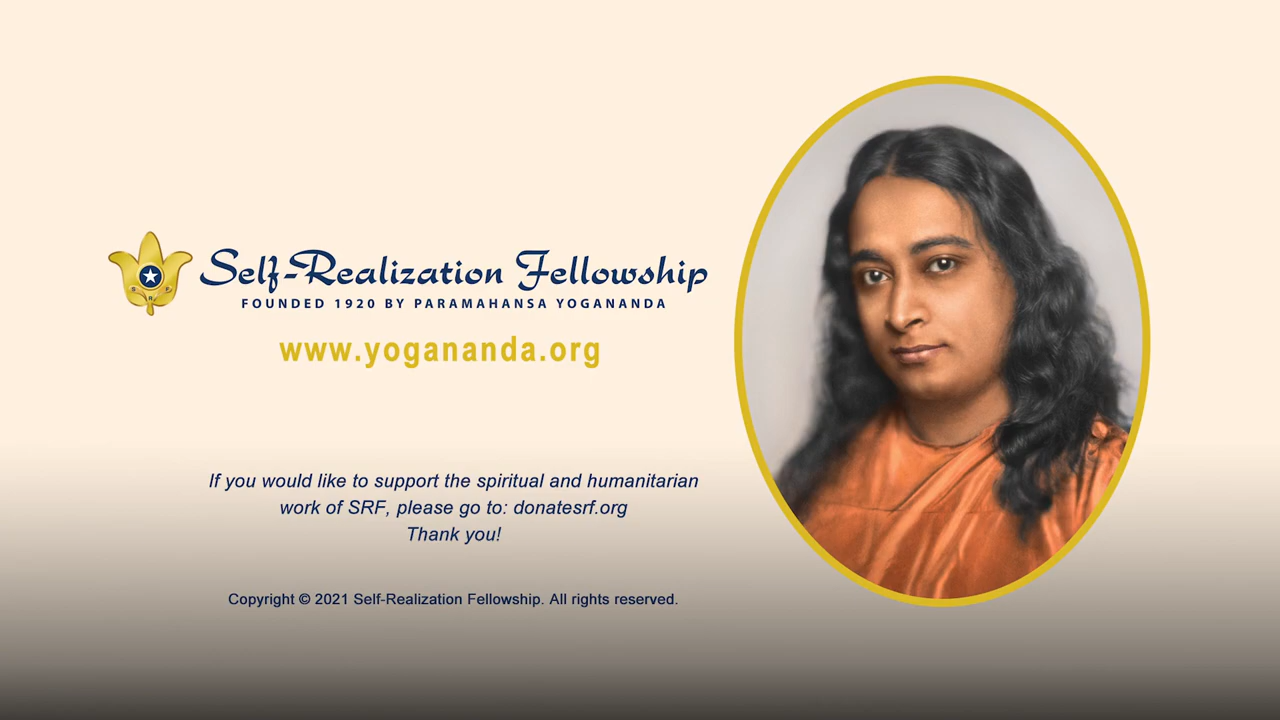 Self-Realization Fellowship
FOUNDED 1920 BY PARAMAHANSA YOGANANDA
www.yogananda.org
If you would like to support the spiritual and humanitarian
work of SRF, please go to: donatesrf.org
Thank you!
Copyright © 2021 Self-Realization Fellowship. All rights reserved.
S R F